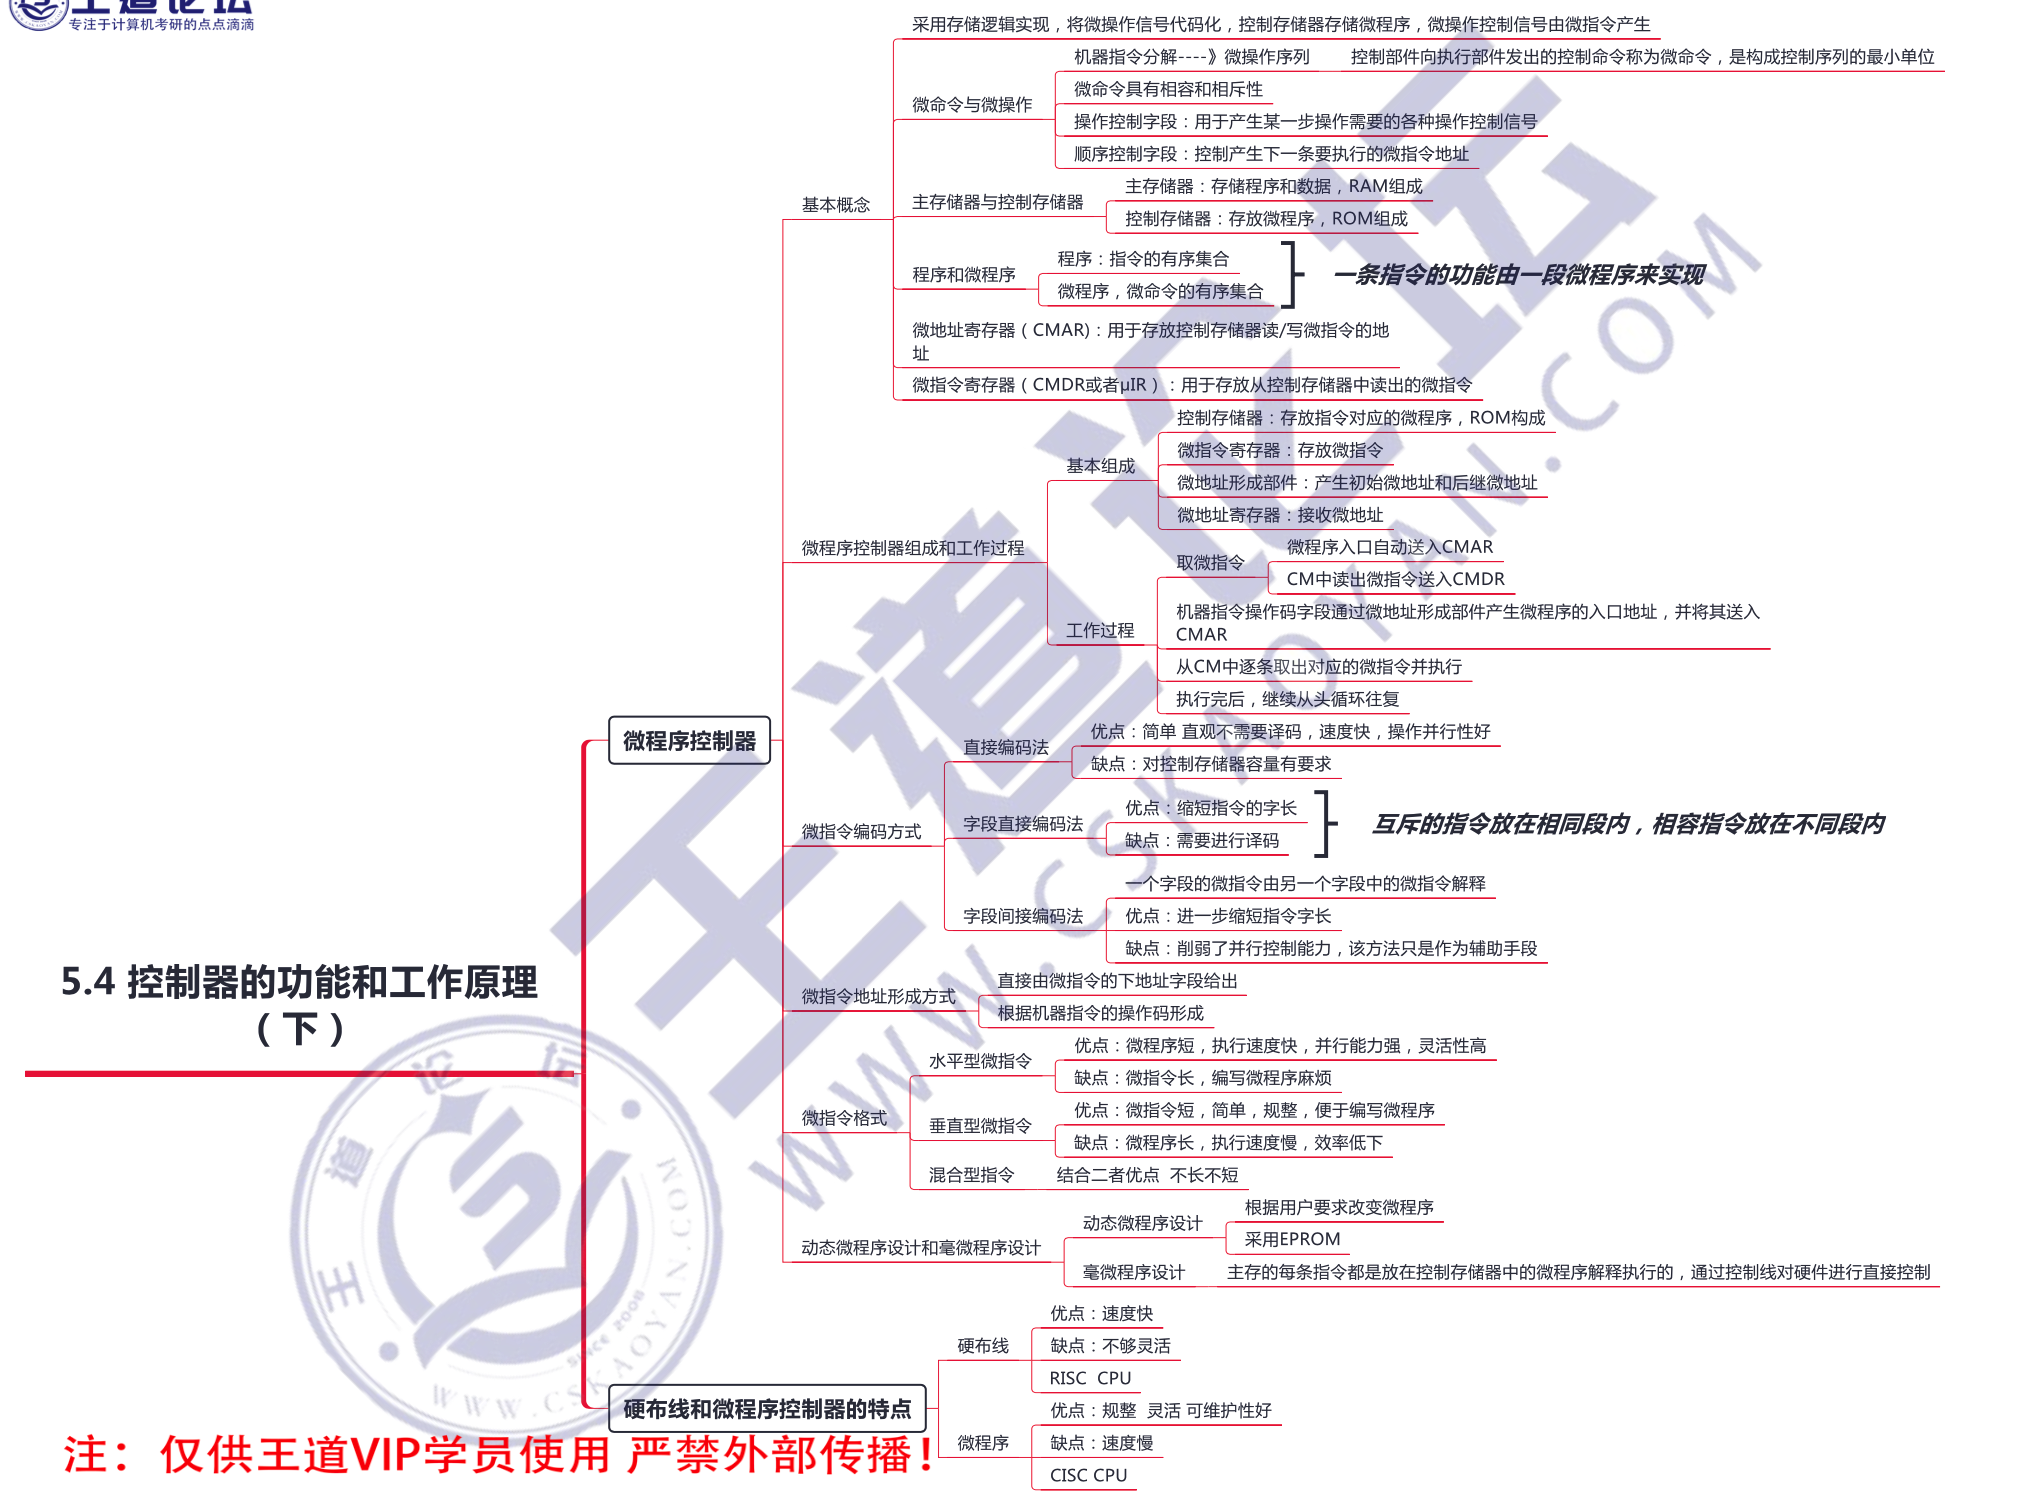 王道论坛
专注于计算机考研的点点滴滴
5.4 控制器的功能和工作原理
（下）
微程序控制器
基本概念
采用存储逻辑实现，将微操作信号代码化，控制存储器存储微程序，微操作控制信号由微指令产生
微命令与微操作
机器指令分解----》微操作序列
控制部件向执行部件发出的控制命令称为微命令，是构成控制序列的最小单位
微命令具有相容和相斥性
操作控制字段：用于产生某一步操作需要的各种操作控制信号
顺序控制字段：控制产生下一条要执行的微指令地址
主存储器与控制存储器
主存储器：存储程序和数据，RAM组成
控制存储器：存放微程序，ROM组成
程序和微程序
程序：指令的有序集合
微程序，微命令的有序集合
一条指令的功能由一段微程序来实现
微地址寄存器（CMAR)：用于存放控制存储器读/写微指令的地
址
微指令寄存器（CMDR或者μIR）：用于存放从控制存储器中读出的微指令
微程序控制器组成和工作过程
基本组成
控制存储器：存放指令对应的微程序，ROM构成
微指令寄存器：存放微指令
微地址形成部件：产生初始微地址和后继微地址
微地址寄存器：接收微地址
工作过程
取微指令
微程序入口自动送入CMAR
CM中读出微指令送入CMDR
机器指令操作码字段通过微地址形成部件产生微程序的入口地址，并将其送入
CMAR
从CM中逐条取出对应的微指令并执行
执行完后，继续从头循环往复
微指令编码方式
直接编码法
优点：简单 直观不需要译码，速度快，操作并行性好
缺点：对控制存储器容量有要求
字段直接编码法
优点：缩短指令的字长
缺点：需要进行译码
互斥的指令放在相同段内，相容指令放在不同段内
字段间接编码法
一个字段的微指令由另一个字段中的微指令解释
优点：进一步缩短指令字长
缺点：削弱了并行控制能力，该方法只是作为辅助手段
微指令地址形成方式
直接由微指令的下地址字段给出
根据机器指令的操作码形成
微指令格式
水平型微指令
优点：微程序短，执行速度快，并行能力强，灵活性高
缺点：微指令长，编写微程序麻烦
垂直型微指令
优点：微指令短，简单，规整，便于编写微程序
缺点：微程序长，执行速度慢，效率低下
混合型指令
结合二者优点 不长不短
动态微程序设计和毫微程序设计
动态微程序设计
根据用户要求改变微程序
采用EPROM
毫微程序设计
主存的每条指令都是放在控制存储器中的微程序解释执行的，通过控制线对硬件进行直接控制
硬布线和微程序控制器的特点
硬布线
优点：速度快
缺点：不够灵活
RISC CPU
微程序
优点：规整 灵活 可维护性好
缺点：速度慢
CISC CPU
注：仅供王道VIP学员使用 严禁外部传播！
王道论坛
WWW.CSKAOYAN.COM
王道论坛
WWW.CSKAOYAN.COM
SINCE 2008